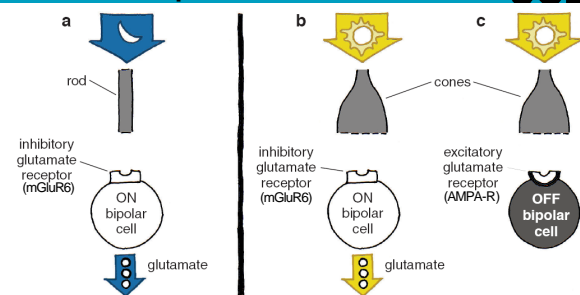 a
b
c
rod
cones
inhibitory
glutamate
receptor
(mGluR6)
ON
bipolar
cell
glutamate
inhibitory
glutamate
receptor
(mGluR6)
ON
bipolar
cell
glutamate
excitatory
glutamate
receptor
(AMPA-R)
OFF
bipolar
cell